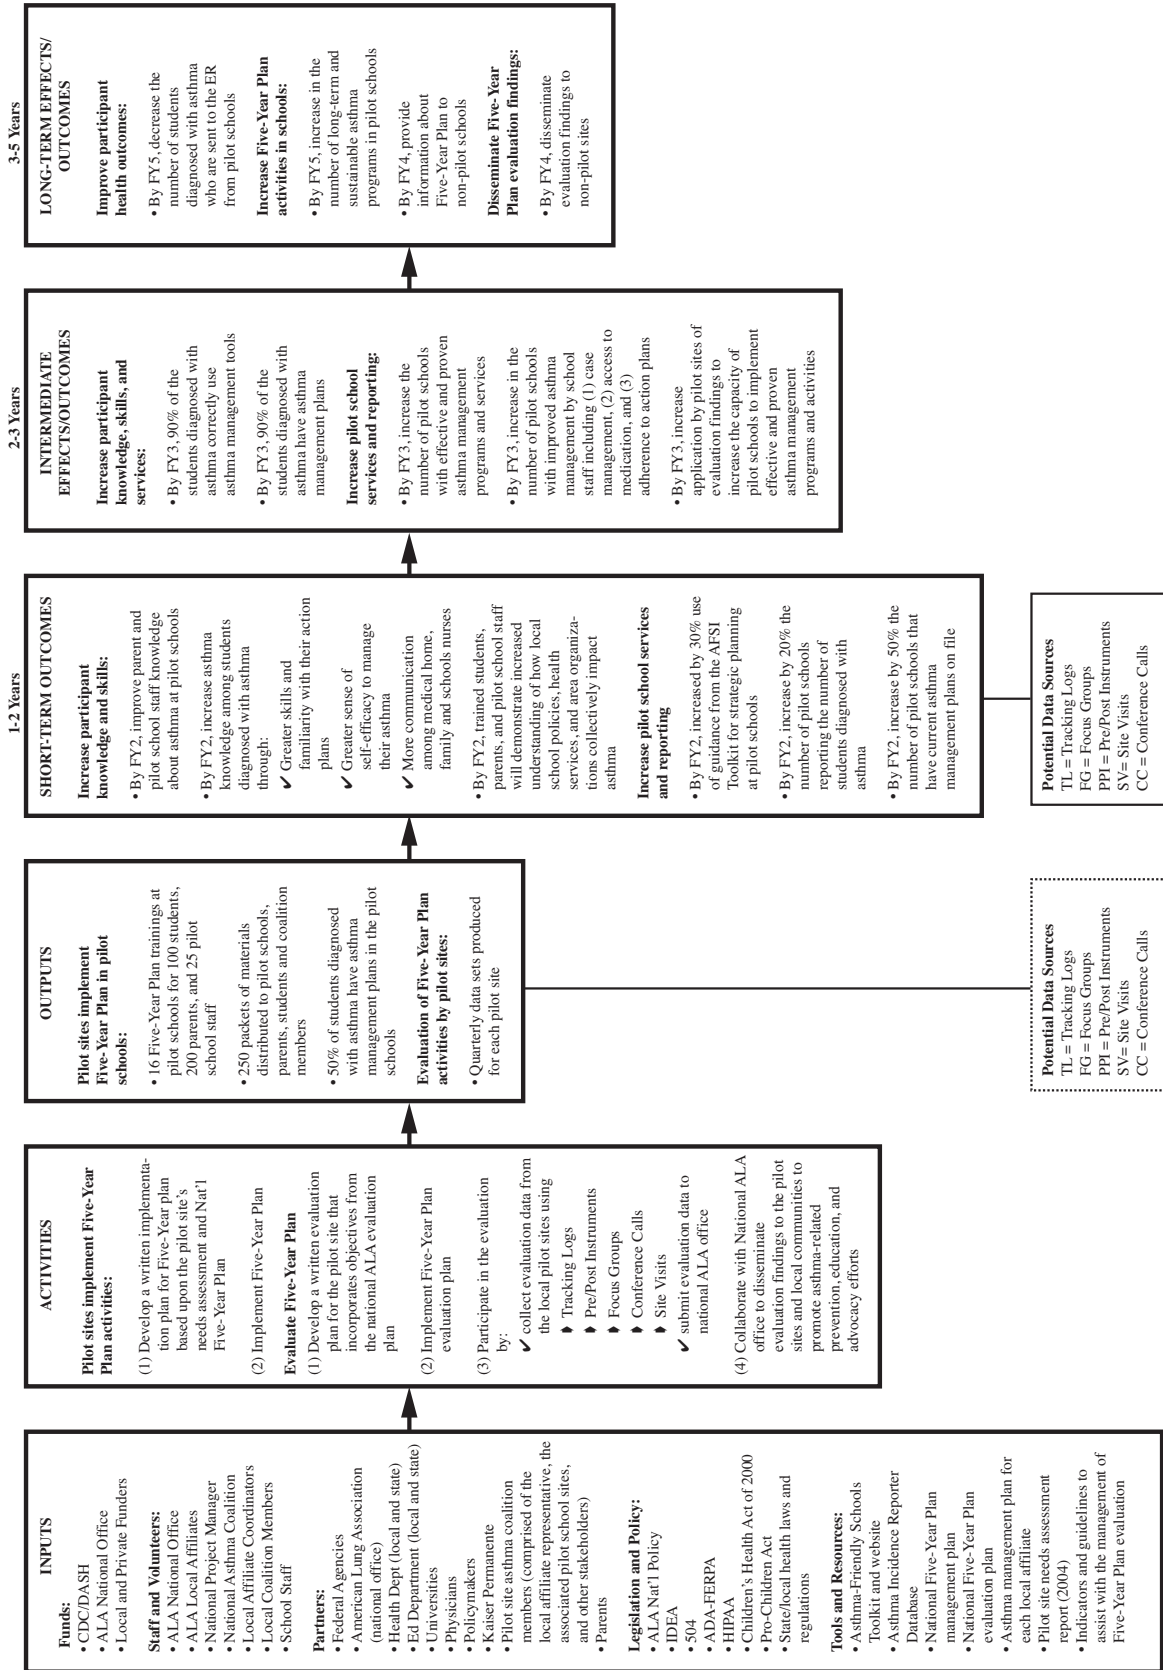 INPUTS
Funds:
• CDC/DASH
• ALA National Office
• Local and Private Funders
Staff and Volunteers:
• ALA National Office
• ALA Local Affiliates
• National Project Manager
• National Asthma Coalition
• Local Affiliate Coordinators
• Local Coalition Members
• School Staff
Partners:
• Federal Agencies
• American Lung Association
(national office)
• Health Dept (local and state)
• Ed Department (local and state)
• Universities
• Physicians
• Policymakers
• Kaiser Permanente
• Pilot site asthma coalition
members (comprised of the
local affiliate representative, the
associated pilot school sites,
and other stakeholders)
• Parents
Legislation and Policy:
• ALA Nat'l Policy
• IDEA
• 504
• ADA-FERPA
• HIPAA
• Children's Health Act of 2000
• Pro-Children Act
• State/local health laws and
regulations
Tools and Resources:
• Asthma-Friendly Schools
Toolkit and website
• Asthma Incidence Reporter
Database
• National Five-Year Plan
management plan
• National Five-Year Plan
evaluation plan
• Asthma management plan for
each local affiliate
• Pilot site needs assessment
report (2004)
• Indicators and guidelines to
assist with the management of
Five-Year Plan evaluation
ACTIVITIES
Pilot sites implement Five-Year
Plan activities:
(1) Develop a written implementa-
tion plan for Five-Year plan
based upon the pilot site's
needs assessment and Nat'l
Five-Year Plan
(2) Implement Five-Year Plan
Evaluate Five-Year Plan
(1) Develop a written evaluation
plan for the pilot site that
incorporates objectives from
the national ALA evaluation
plan
(2) Implement Five-Year Plan
evaluation plan
(3) Participate in the evaluation
by:
✔ collect evaluation data from
the local pilot sites using
◗ Tracking Logs
◗ Pre/Post Instruments
◗ Focus Groups
◗ Conference Calls
◗ Site Visits
✔ submit evaluation data to
national ALA office
(4) Collaborate with National ALA
office to disseminate
evaluation findings to the pilot
sites and local communities to
promote asthma-related
prevention, education, and
advocacy efforts
OUTPUTS
Pilot sites implement
Five-Year Plan in pilot
schools:
• 16 Five-Year Plan trainings at
pilot schools for 100 students,
200 parents, and 25 pilot
school staff
• 250 packets of materials
distributed to pilot schools,
parents, students and coalition
members
• 50% of students diagnosed
with asthma have asthma
management plans in the pilot
schools
Evaluation of Five-Year Plan
activities by pilot sites:
• Quarterly data sets produced
for each pilot site
Potential Data Sources
TL = Tracking Logs
FG = Focus Groups
PPI = Pre/Post Instruments
SV= Site Visits
CC = Conference Calls
1-2 Years
SHORT-TERM OUTCOMES
Increase participant
knowledge and skills:
• By FY2, improve parent and
pilot school staff knowledge
about asthma at pilot schools
• By FY2, increase asthma
knowledge among students
diagnosed with asthma
through:
✔ Greater skills and
familiarity with their action
plans
✔ Greater sense of
self-efficacy to manage
their asthma
✔ More communication
among medical home,
family and schools nurses
• By FY2, trained students,
parents, and pilot school staff
will demonstrate increased
understanding of how local
school policies, health
services, and area organiza-
tions collectively impact
asthma
Increase pilot school services
and reporting
• By FY2, increased by 30% use
of guidance from the AFSI
Toolkit for strategic planning
at pilot schools
• By FY2, increase by 20% the
number of pilot schools
reporting the number of
students diagnosed with
asthma
• By FY2, increase by 50% the
number of pilot schools that
have current asthma
management plans on file
Potential Data Sources
TL = Tracking Logs
FG = Focus Groups
PPI = Pre/Post Instruments
SV = Site Visits
CC = Conference Calls
2-3 Years
INTERMEDIATE
EFFECTS/OUTCOMES
Increase participant
knowledge, skills, and
services:
• By FY3, 90% of the
students diagnosed with
asthma correctly use
asthma management tools
• By FY3, 90% of the
students diagnosed with
asthma have asthma
management plans
Increase pilot school
services and reporting:
• By FY3, increase the
number of pilot schools
with effective and proven
asthma management
programs and services
• By FY3, increase in the
number of pilot schools
with improved asthma
management by school
staff including (1) case
management, (2) access to
medication, and (3)
adherence to action plans
• By FY3, increase
application by pilot sites of
evaluation findings to
increase the capacity of
pilot schools to implement
effective and proven
asthma management
programs and activities
3-5 Years
LONG-TERM EFFECTS/
OUTCOMES
Improve participant
health outcomes:
• By FY5, decrease the
number of students
diagnosed with asthma
who are sent to the ER
from pilot schools
Increase Five-Year Plan
activities in schools:
• By FY5, increase in the
number of long-term and
sustainable asthma
programs in pilot schools
• By FY4, provide
information about
Five-Year Plan to
non-pilot schools
Disseminate Five-Year
Plan evaluation findings:
• By FY4, disseminate
evaluation findings to
non-pilot sites